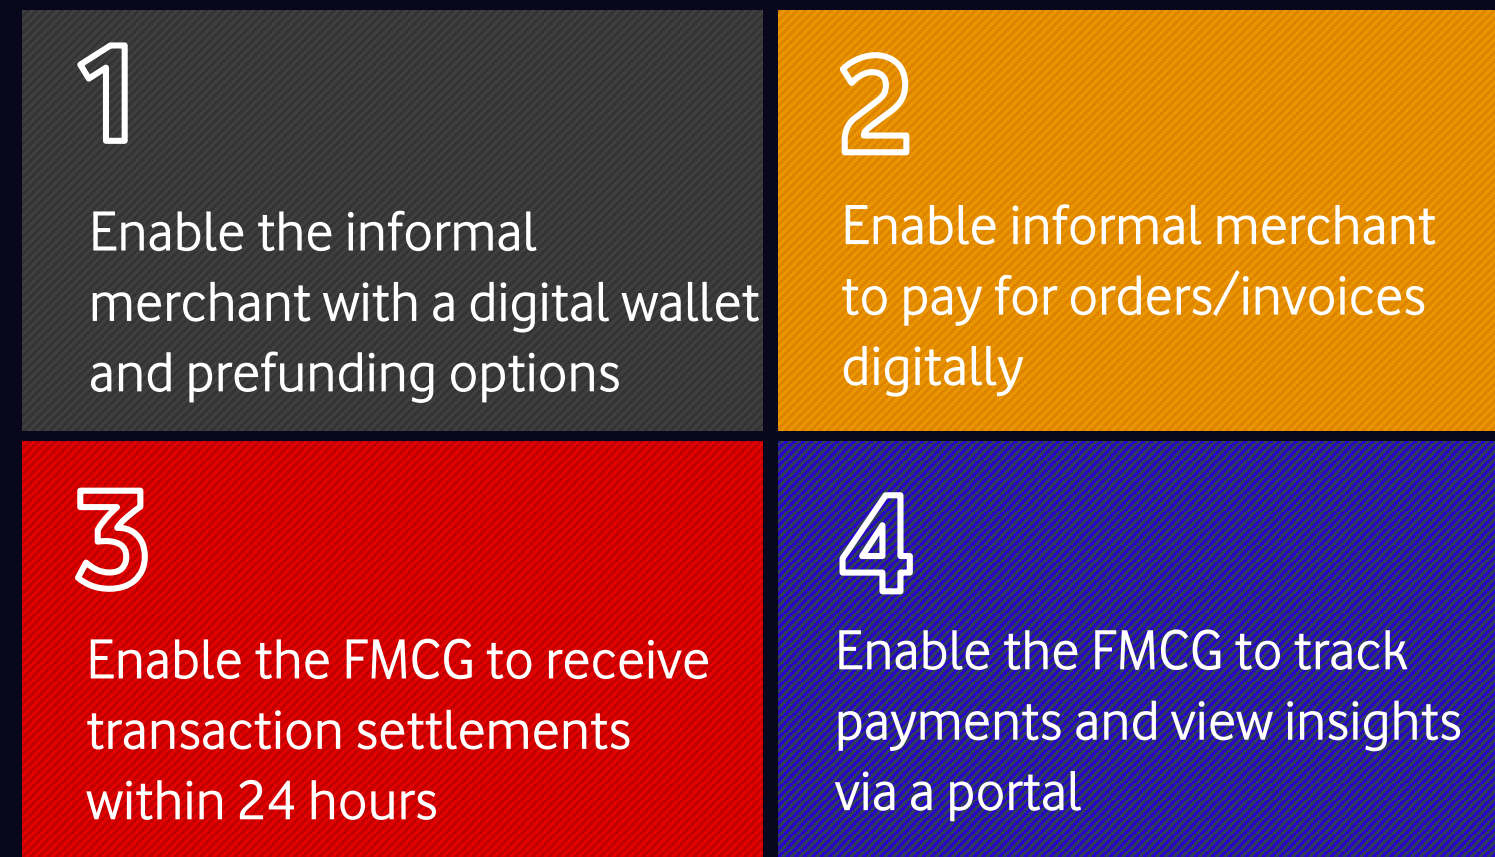 1
Enable the informal
merchant with a digital wallet
and prefunding options
2
Enable informal merchant
to pay for orders/invoices
digitally
3
Enable the FMCG to receive
transaction settlements
within 24 hours
4
Enable the FMCG to track
payments and view insights
via a portal